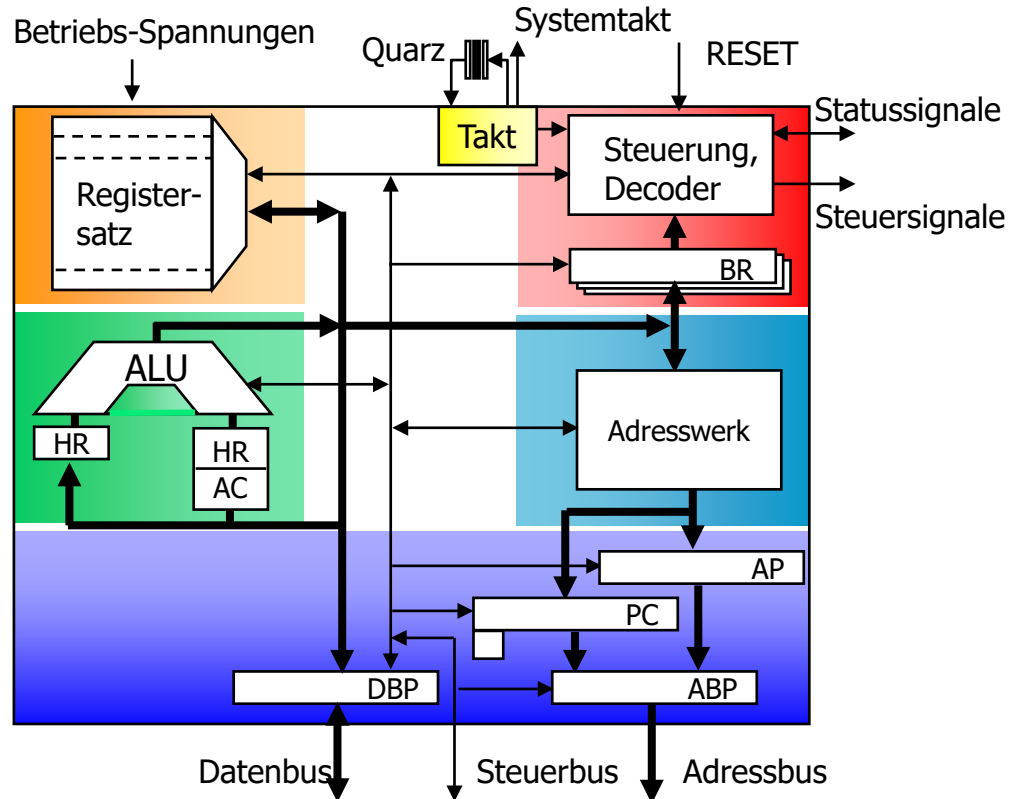 Systemtakt
Betriebs-Spannungen
Quarz
RESET
Takt
Statussignale
Steuerung,
Decoder
Register-
satz
Steuersignale
BR
ALU
HR
HR
AC
Adresswerk
AP
PC
DBP
ABP
Datenbus
Steuerbus
Adressbus